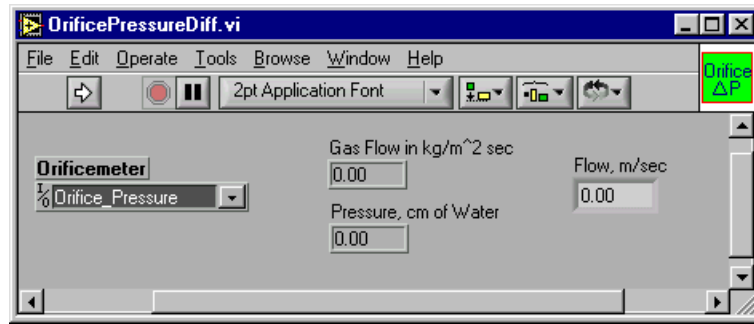 OrificePressureDiff.vi
File Edit Operate Tools Browse Window Help
2pt Application Font
Orifice
ΔP
Orificemeter
I/O Orifice_Pressure
Gas Flow in kg/m^2 sec
0.00
Pressure, cm of Water
0.00
Flow, m/sec
0.00